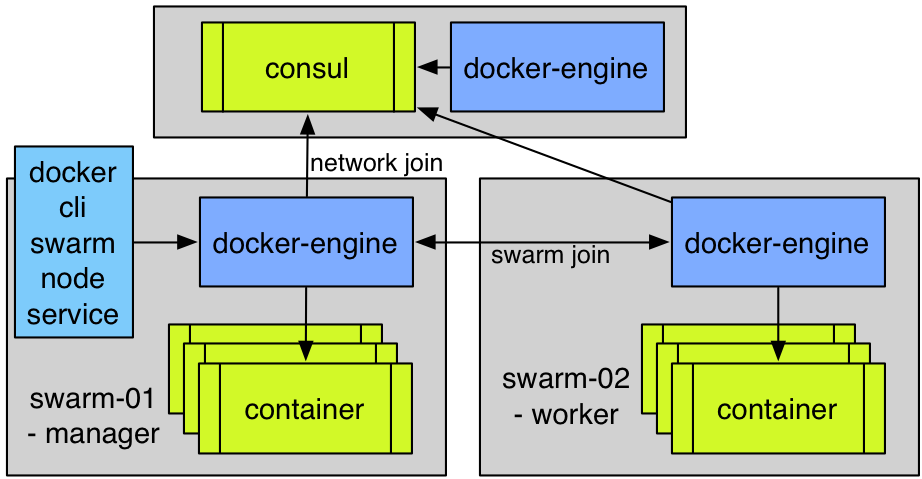 consul
docker-engine
network join
docker
cli
swarm
node
service
docker-engine
swarm join
docker-engine
swarm-01
- manager
container
swarm-02
- worker
container